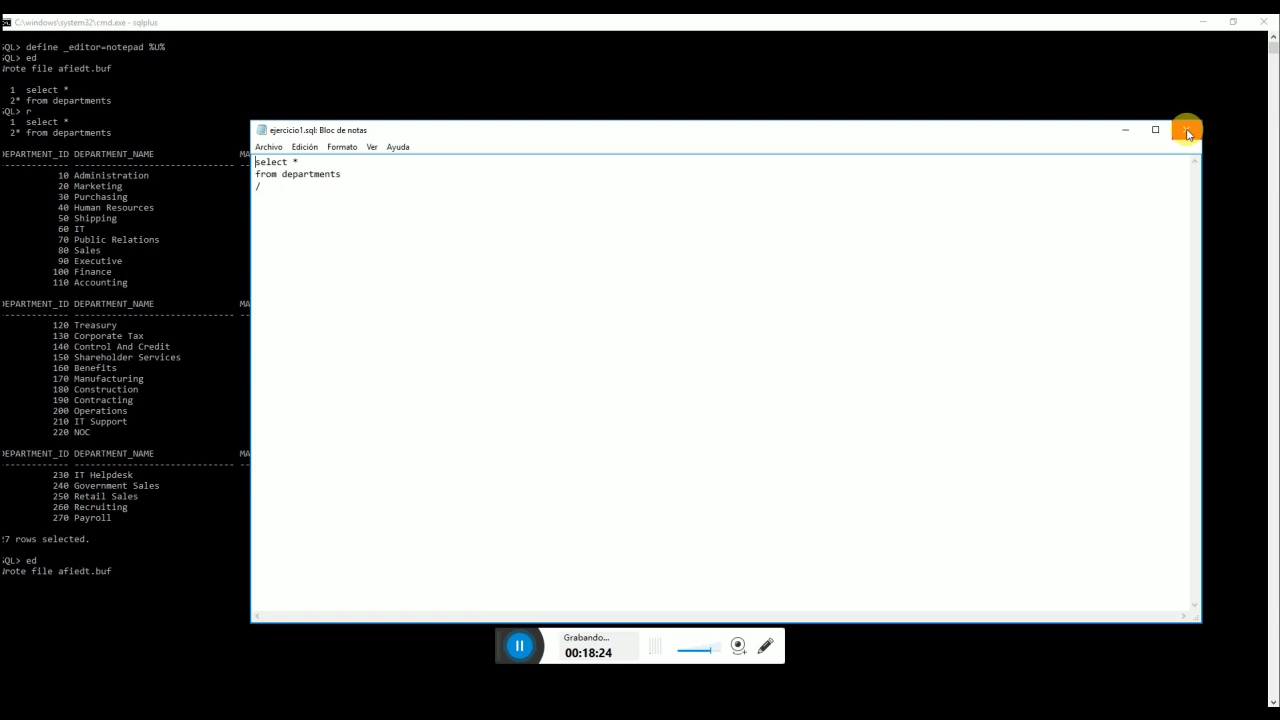 C:\windows\system32\cmd.exe - sqlplus
SQL> define _editor=notepad %U%
SQL> ed
Wrote file afiedt.buf
1 select *
2* from departments
SQL> r
1 select *
2* from departments
DEPARTMENT_ID DEPARTMENT_NAME MA
10 Administration
20 Marketing
30 Purchasing
40 Human Resources
50 Shipping
60 IT
70 Public Relations
80 Sales
90 Executive
100 Finance
110 Accounting
DEPARTMENT_ID DEPARTMENT_NAME MA
120 Treasury
130 Corporate Tax
140 Control And Credit
150 Shareholder Services
160 Benefits
170 Manufacturing
180 Construction
190 Contracting
200 Operations
210 IT Support
220 NOC
DEPARTMENT_ID DEPARTMENT_NAME MA
230 IT Helpdesk
240 Government Sales
250 Retail Sales
260 Recruiting
270 Payroll
27 rows selected.
SQL> ed
Wrote file afiedt.buf
ejercicio1.sql: Bloc de notas
Archivo Edición Formato Ver Ayuda
select *
from departments
/
Grabando...
00:18:24